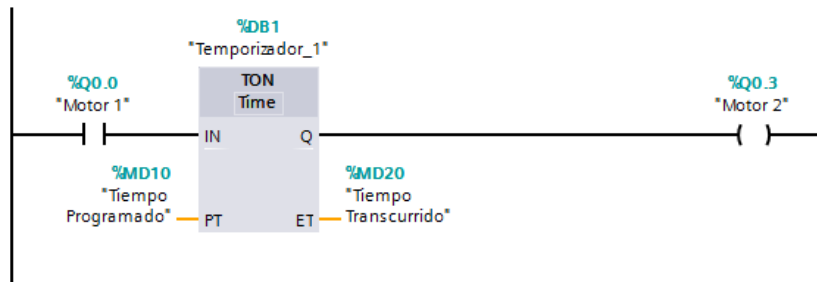 %DB1
"Temporizador_1"
%Q0.0
"Motor 1"
TON
Time
%Q0.3
"Motor 2"
IN
Q
%MD10
"Tiempo
Programado"
PT
%MD20
"Tiempo
Transcurrido"
ET